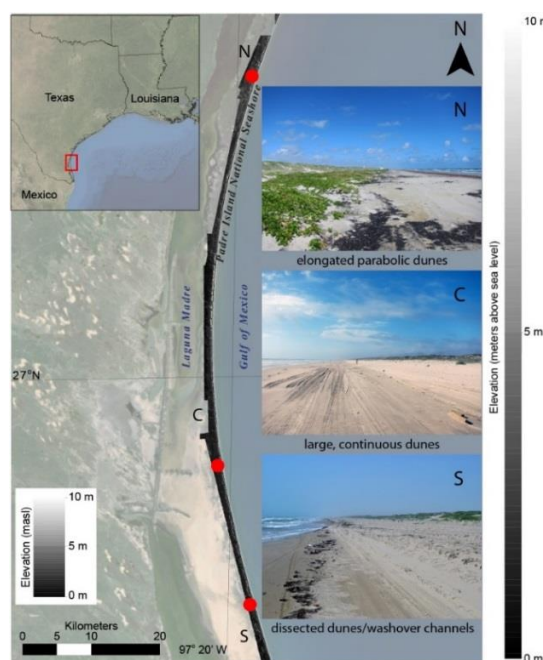 Texas
Louisiana
Mexico
N
Padre Island National Seashore
Laguna Madre
Gulf of Mexico
27°N
C
S
97° 20' W
Elevation (masl)
10 m
5 m
0 m
Kilometers
0 5 10 20
N
N
elongated parabolic dunes
C
large, continuous dunes
S
dissected dunes/washover channels
10 m
5 m
0 m
Elevation (meters above sea level)